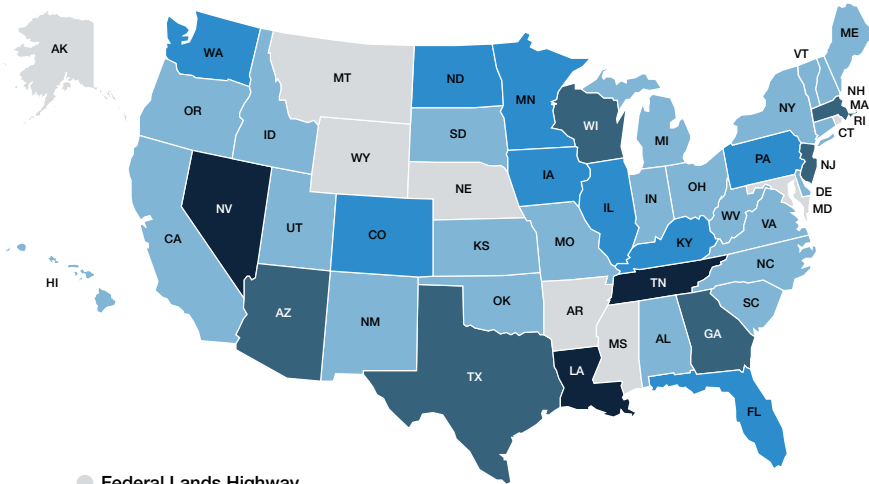 AK
WA
MT
ND
MN
ME
VT
NH
MA
RI
CT
OR
ID
SD
WI
MI
NY
WY
IA
PA
NJ
NE
NV
UT
CO
IL
IN
OH
WV
DE
MD
VA
CA
KS
MO
KY
NC
HI
AZ
NM
OK
AR
TN
SC
TX
LA
MS
AL
GA
FL
Federal Lands Highway